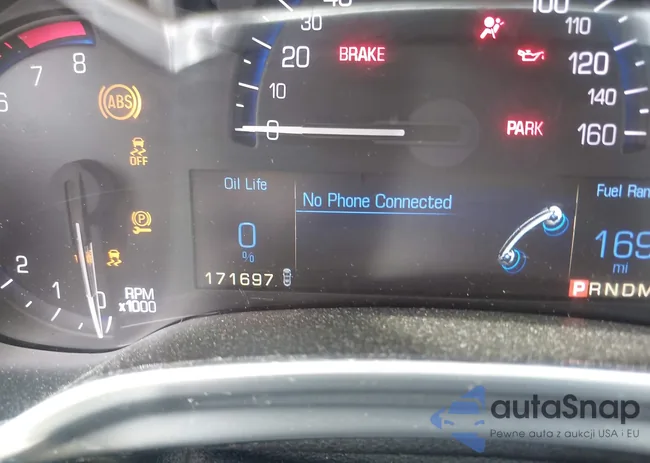 40
30
20
10
0
BRAKE
100
110
120
140
160
PARK
6
7
8
ABS
OFF
P
2
1
0
RPM
x1000
Oil Life
0
%
171697
No Phone Connected
Fuel Ran
169
mi
PRNDM
autaSnap
Pewne auta z aukcji USA i EU